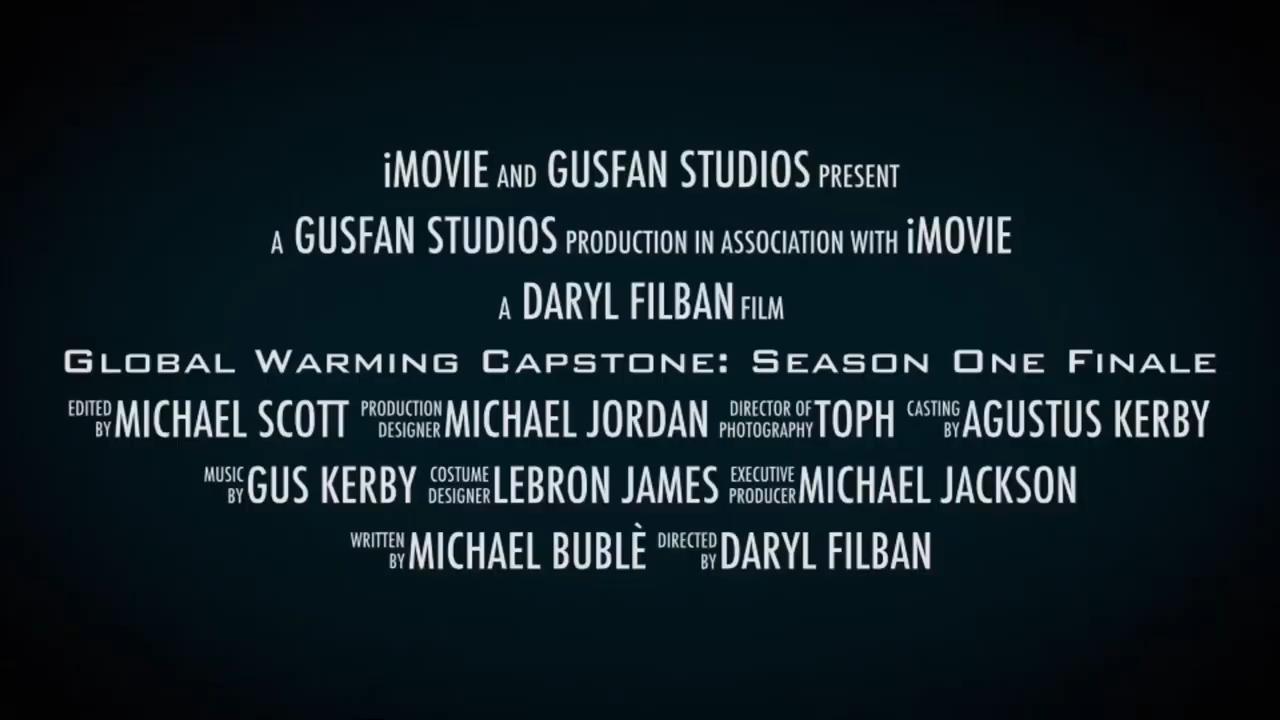 iMOVIE AND GUSFAN STUDIOS PRESENT
A GUSFAN STUDIOS PRODUCTION IN ASSOCIATION WITH iMOVIE
A DARYL FILBAN FILM
GLOBAL WARMING CAPSTONE: SEASON ONE FINALE
EDITED BY MICHAEL SCOTT PRODUCTION DESIGNER MICHAEL JORDAN DIRECTOR OF PHOTOGRAPHY TOPH CASTING BY AGUSTUS KERBY
MUSIC BY GUS KERBY COSTUME DESIGNER LEBRON JAMES EXECUTIVE PRODUCER MICHAEL JACKSON
WRITTEN BY MICHAEL BUBLÈ DIRECTED BY DARYL FILBAN